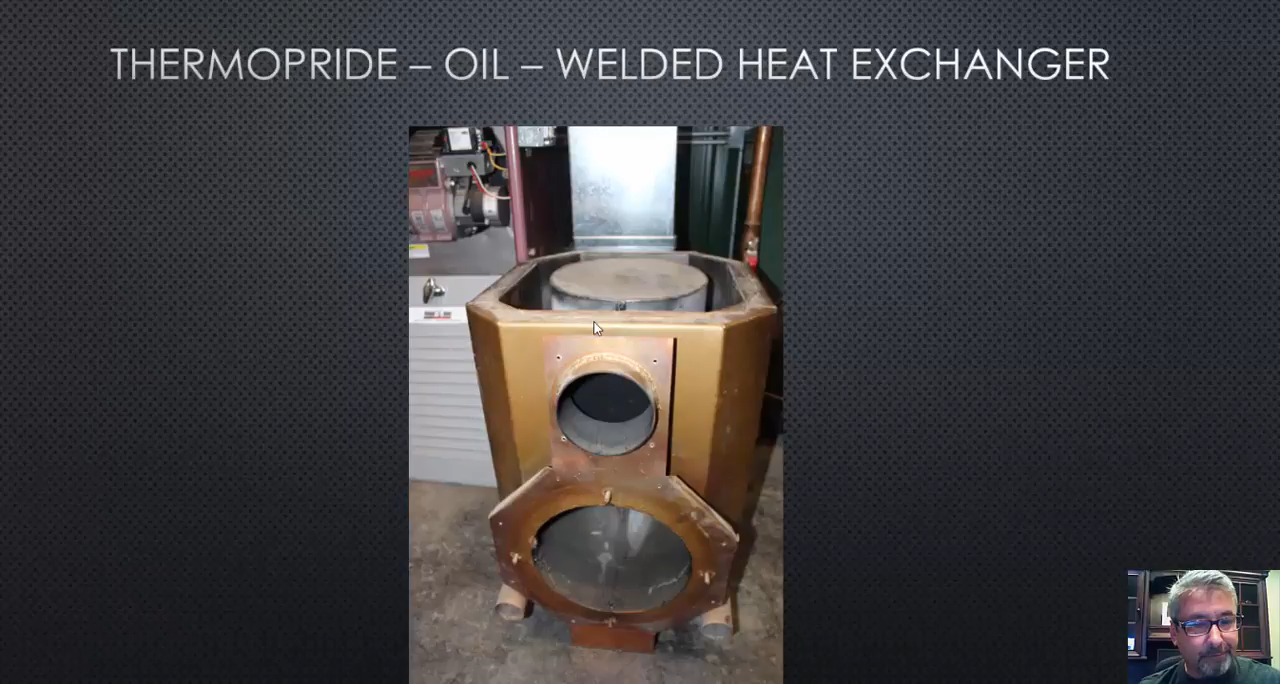 THERMOPRIDE – OIL – WELDED HEAT EXCHANGER